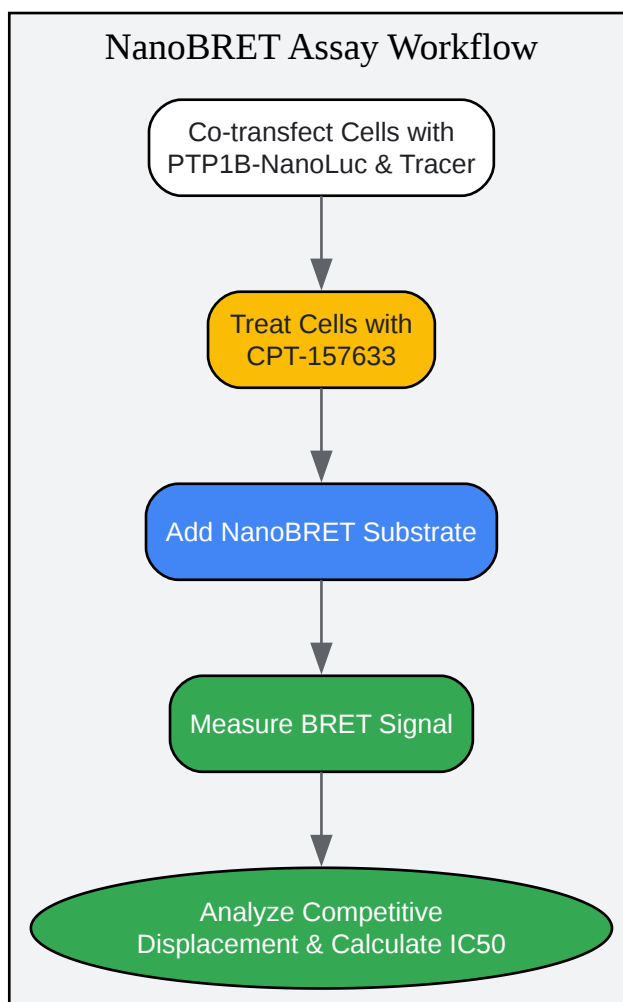 NanoBRET Assay Workflow
Co-transfect Cells with
PTP1B-NanoLuc & Tracer
Treat Cells with
CPT-157633
Add NanoBRET Substrate
Measure BRET Signal
Analyze Competitive
Displacement & Calculate IC50